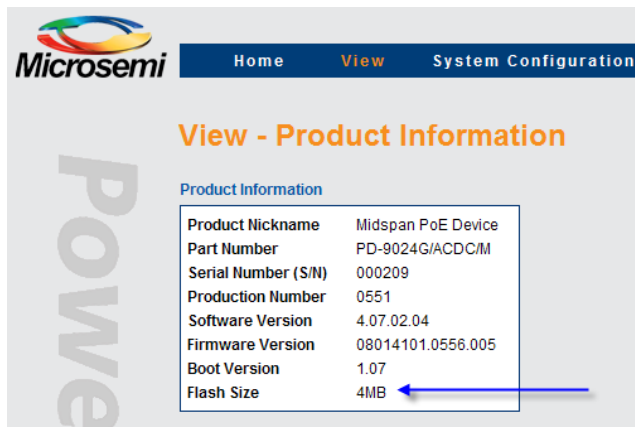 Microsemi
Home View System Configuration
View - Product Information
Product Information
Product Nickname Midspan PoE Device
Part Number PD-9024G/ACDC/M
Serial Number (S/N) 000209
Production Number 0551
Software Version 4.07.02.04
Firmware Version 08014101.0556.005
Boot Version 1.07
Flash Size 4MB
Powe